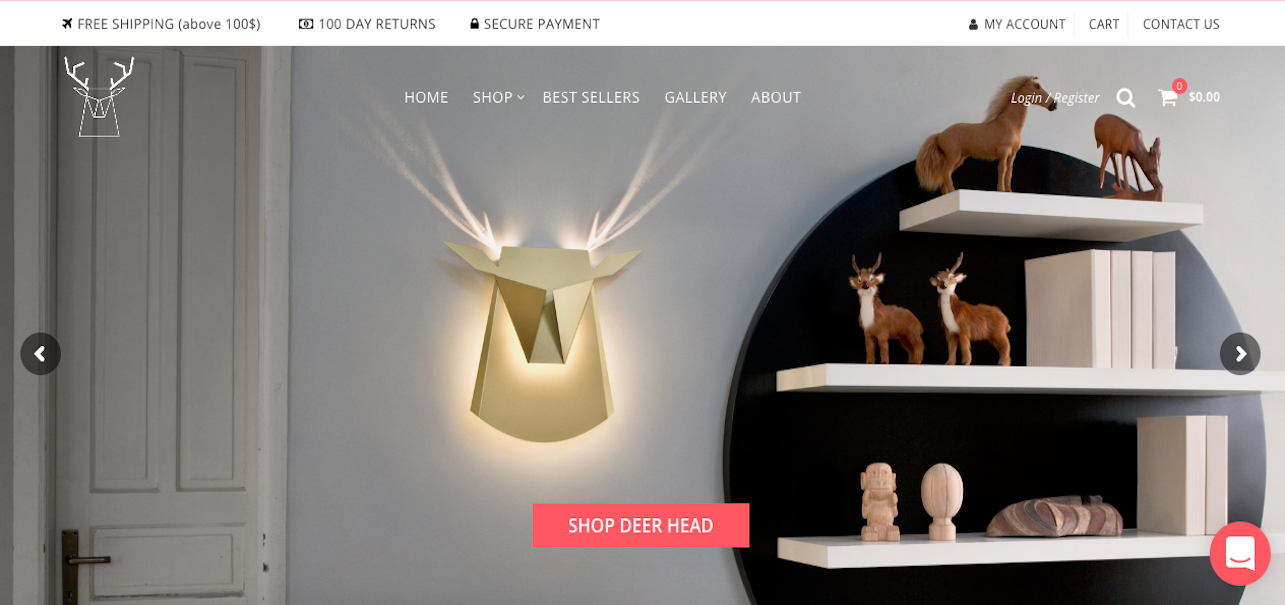 FREE SHIPPING (above 100$) 100 DAY RETURNS SECURE PAYMENT MY ACCOUNT CART CONTACT US
HOME SHOP BEST SELLERS GALLERY ABOUT Login / Register 0 $0.00
SHOP DEER HEAD